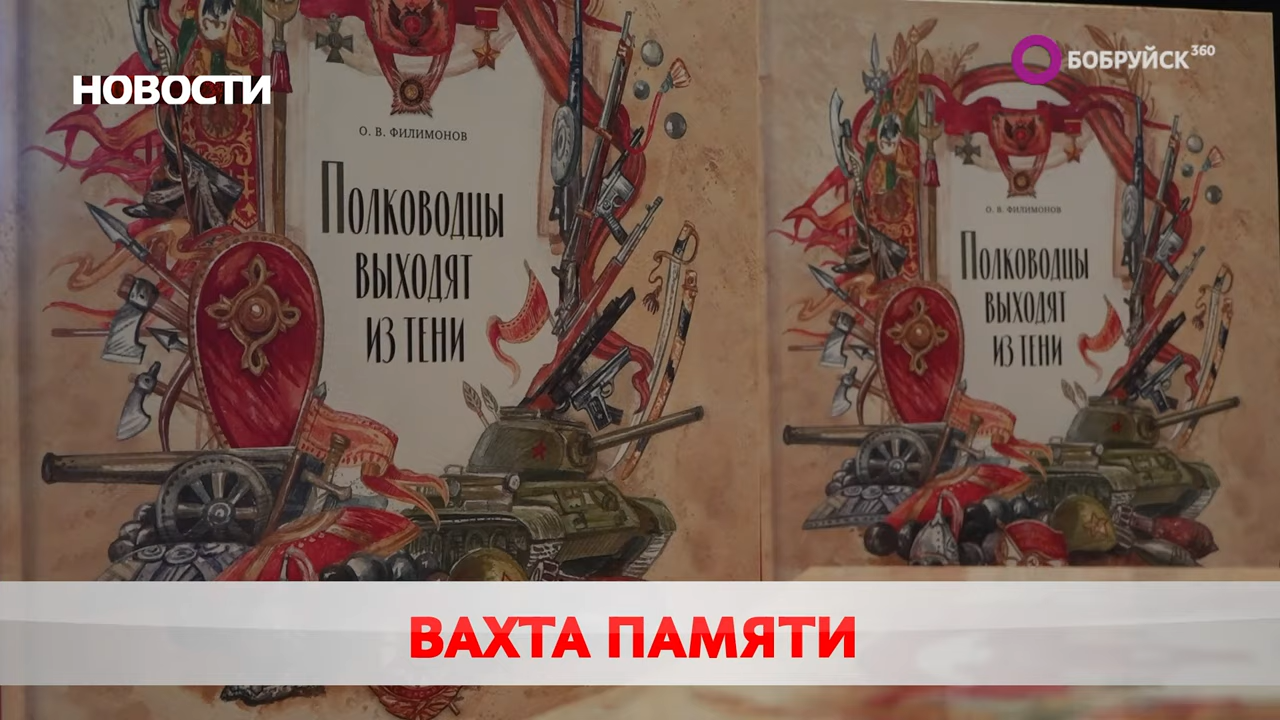 НОВОСТИ
БОБРУЙСК360
О. В. ФИЛИМОНОВ
ПОЛКОВОДЦЫ
ВЫХОДЯТ
ИЗ ТЕНИ
О. В. ФИЛИМОНОВ
ПОЛКОВОДЦЫ
ВЫХОДЯТ
ИЗ ТЕНИ
ВАХТА ПАМЯТИ